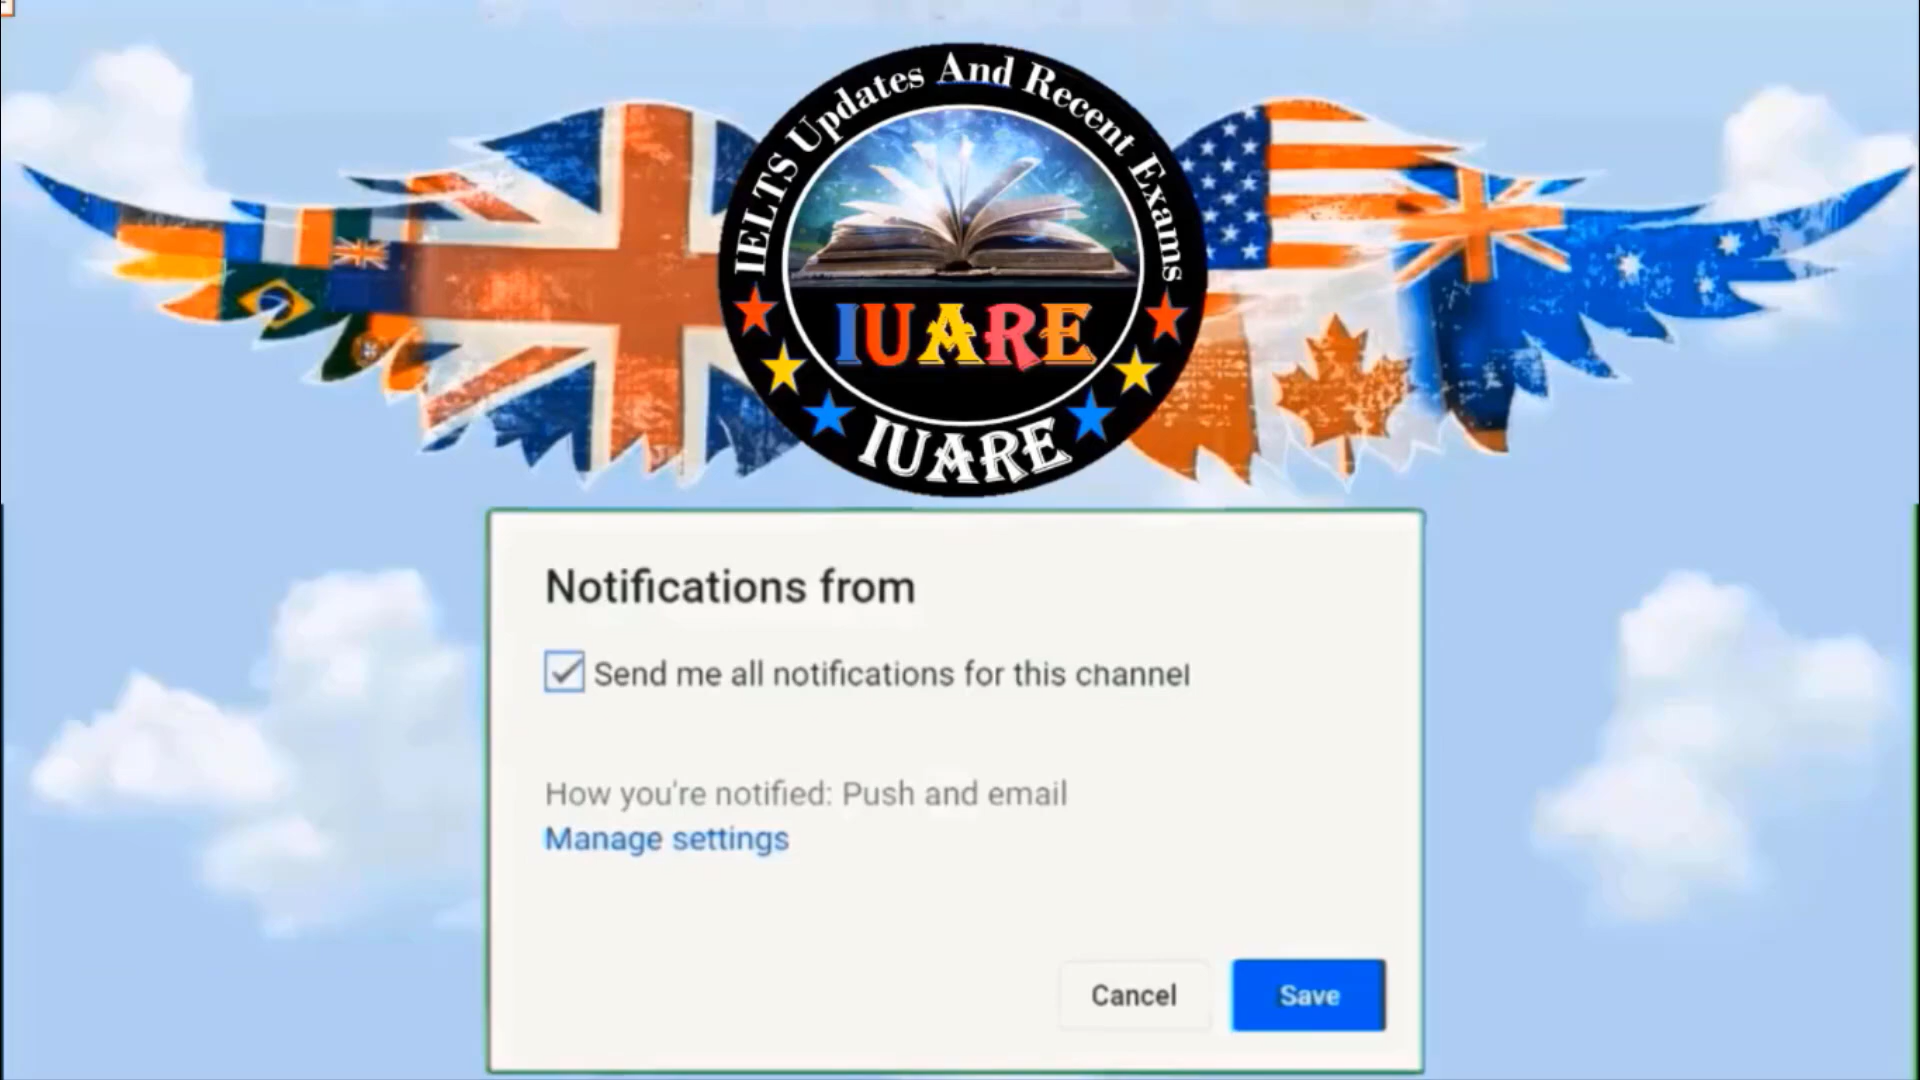 IELTS Updates And Recent Exams
IUARE
IUARE
Notifications from
Send me all notifications for this channel
How you're notified: Push and email
Manage settings
Cancel
Save